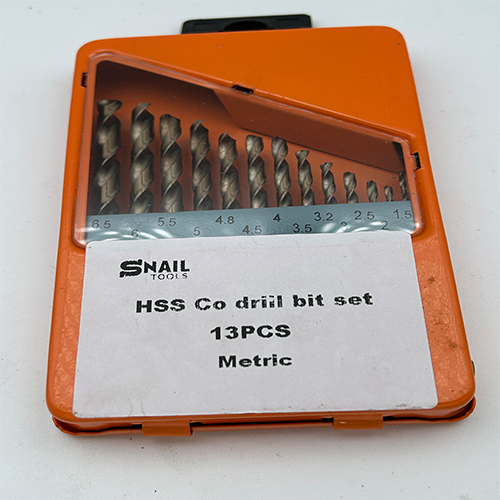 6.5 5.5 4.8 4 3.2 2.5 1.5
6 5 4.5 3.5 3 2
SNAIL
TOOLS
HSS Co driil bit set
13PCS
Metric